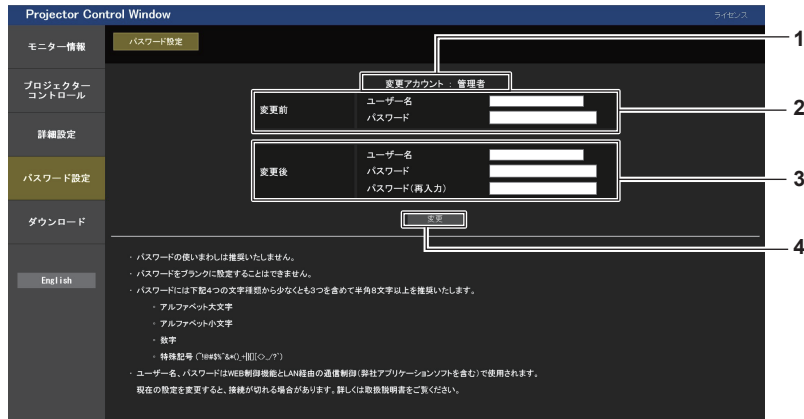 Projector Control Window
ライセンス
モニター情報
プロジェクター
コントロール
詳細設定
パスワード設定
ダウンロード
English
パスワード設定
変更アカウント : 管理者
変更前
ユーザー名
パスワード
変更後
ユーザー名
パスワード
パスワード(再入力)
変更
・ パスワードの使いまわしは推奨いたしません。
・ パスワードをブランクに設定することはできません。
・ パスワードには下記4つの文字種類から少なくとも3つを含めて半角8文字以上を推奨いたします。
・ アルファベット大文字
・ アルファベット小文字
・ 数字
・ 特殊記号
・ ユーザー名、パスワードはWEB制御機能とLAN経由の通信制御(弊社アプリケーションソフトを含む)で使用されます。
現在の設定を変更すると、接続が切れる場合があります。詳しくは取扱説明書をご覧ください。
1
2
3
4